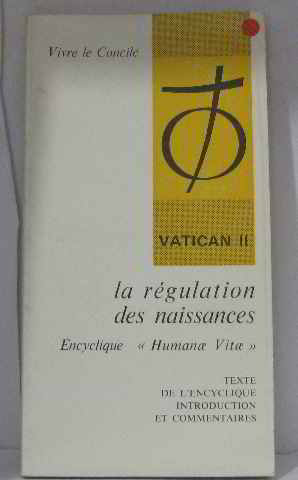 Vivre le Concile
VATICAN II
la régulation
des naissances
Encyclique « Humanæ Vitæ »
TEXTE
DE L'ENCYCLIQUE
INTRODUCTION
ET COMMENTAIRES